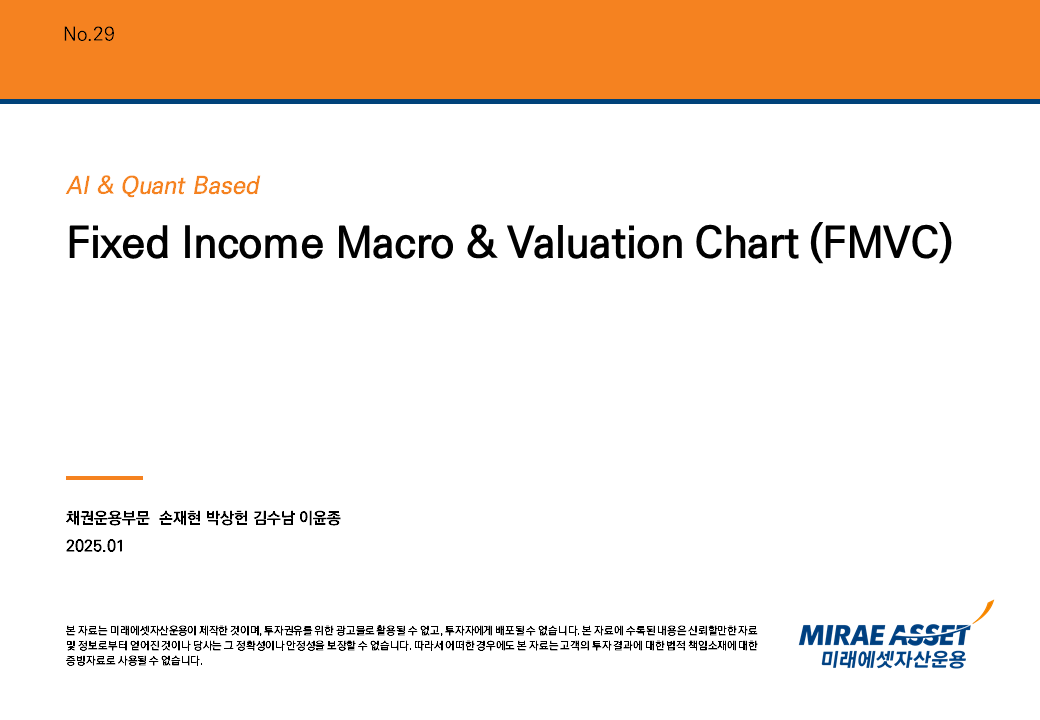 No.29
AI & Quant Based
Fixed Income Macro & Valuation Chart (FMVC)
채권운용부문 손재현 박상헌 김수남 이윤종
2025.01
본 자료는 미래에셋자산운용이 제작한 것이며, 투자권유를 위한 광고물로 활용될 수 없고, 투자자에게 배포될 수 없습니다. 본 자료에 수록된 내용은 신뢰할만한 자료
및 정보로부터 얻어진 것이나 당사는 그 정확성이나 안정성을 보장할 수 없습니다. 따라서 어떠한 경우에도 본 자료는 고객의 투자 결과에 대한 법적 책임소재에 대한
증빙자료로 사용될 수 없습니다.
MIRAE ASSET
미래에셋자산운용